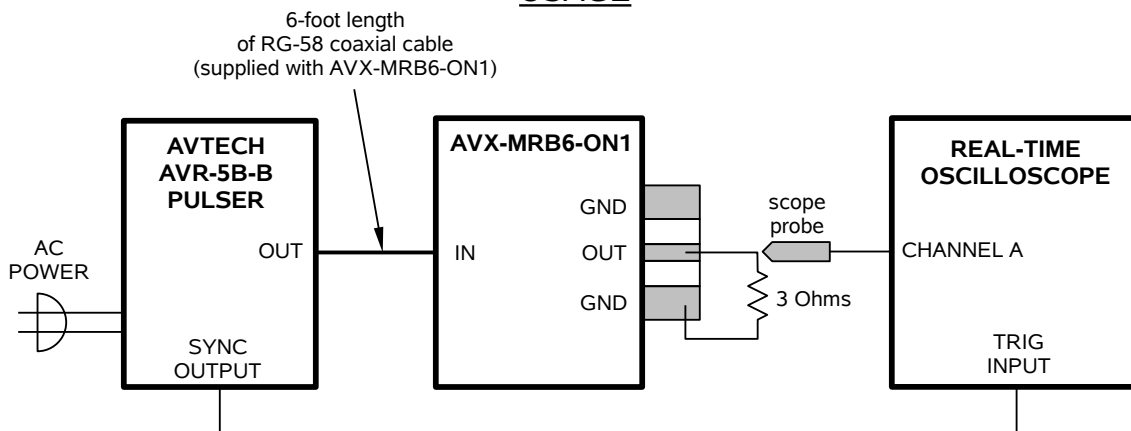 6-foot length
of RG-58 coaxial cable
(supplied with AVX-MRB6-ON1)
AVTECH
AVR-5B-B
PULSER
OUT
AC
POWER
SYNC
OUTPUT
AVX-MRB6-ON1
GND
OUT
GND
IN
scope
probe
3 Ohms
REAL-TIME
OSCILLOSCOPE
CHANNEL A
TRIG
INPUT